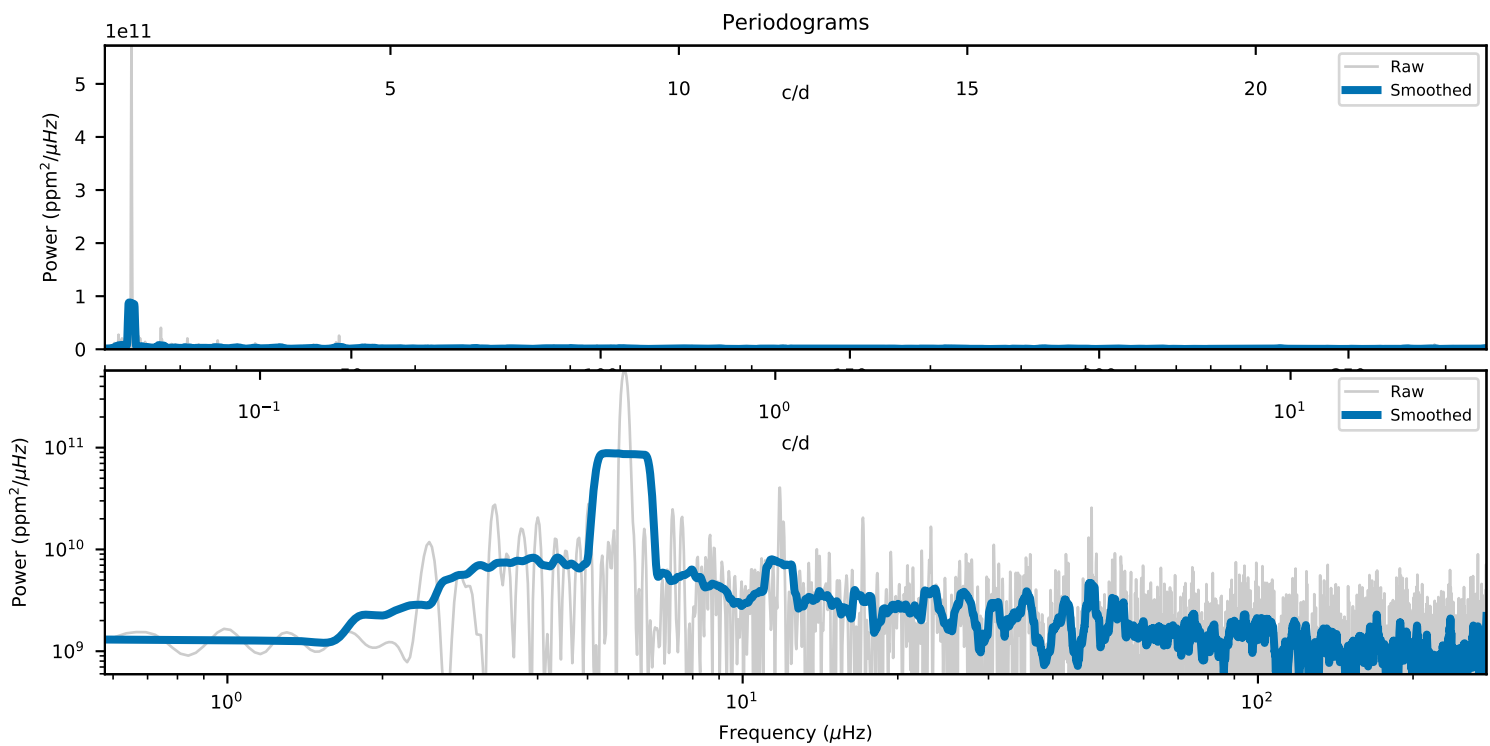 Periodograms
1e11
Raw
Smoothed
5 10 15 20
c/d
5
4
3
2
1
0
Power (ppm²/μHz)
Raw
Smoothed
10⁻¹ 10⁰ 10¹
c/d
10¹¹
10¹⁰
10⁹
Power (ppm²/μHz)
10⁰ 10¹ 10²
Frequency (μHz)